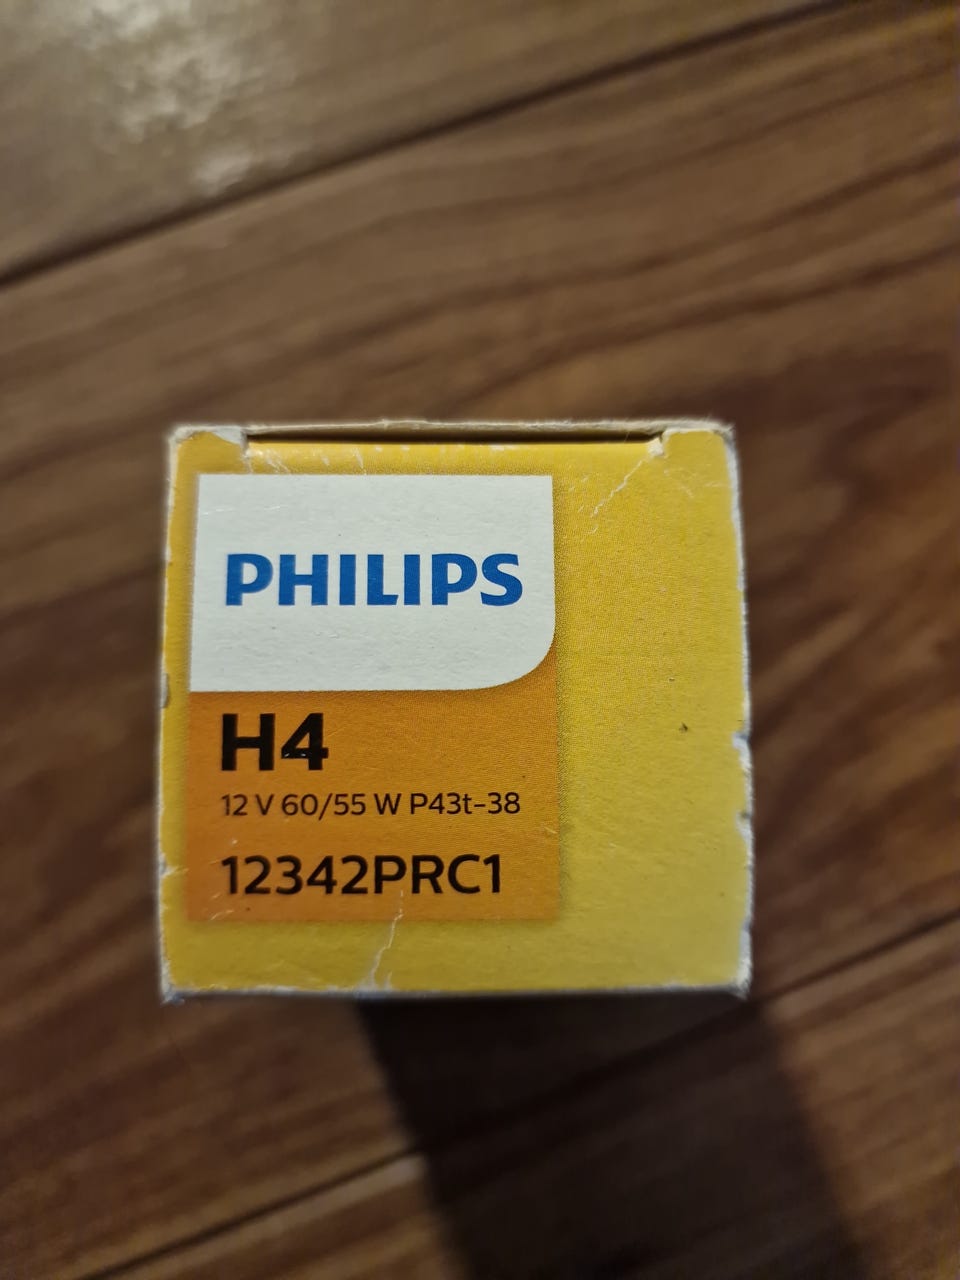 PHILIPS
H4
12 V 60/55 W P43t-38
12342PRC1